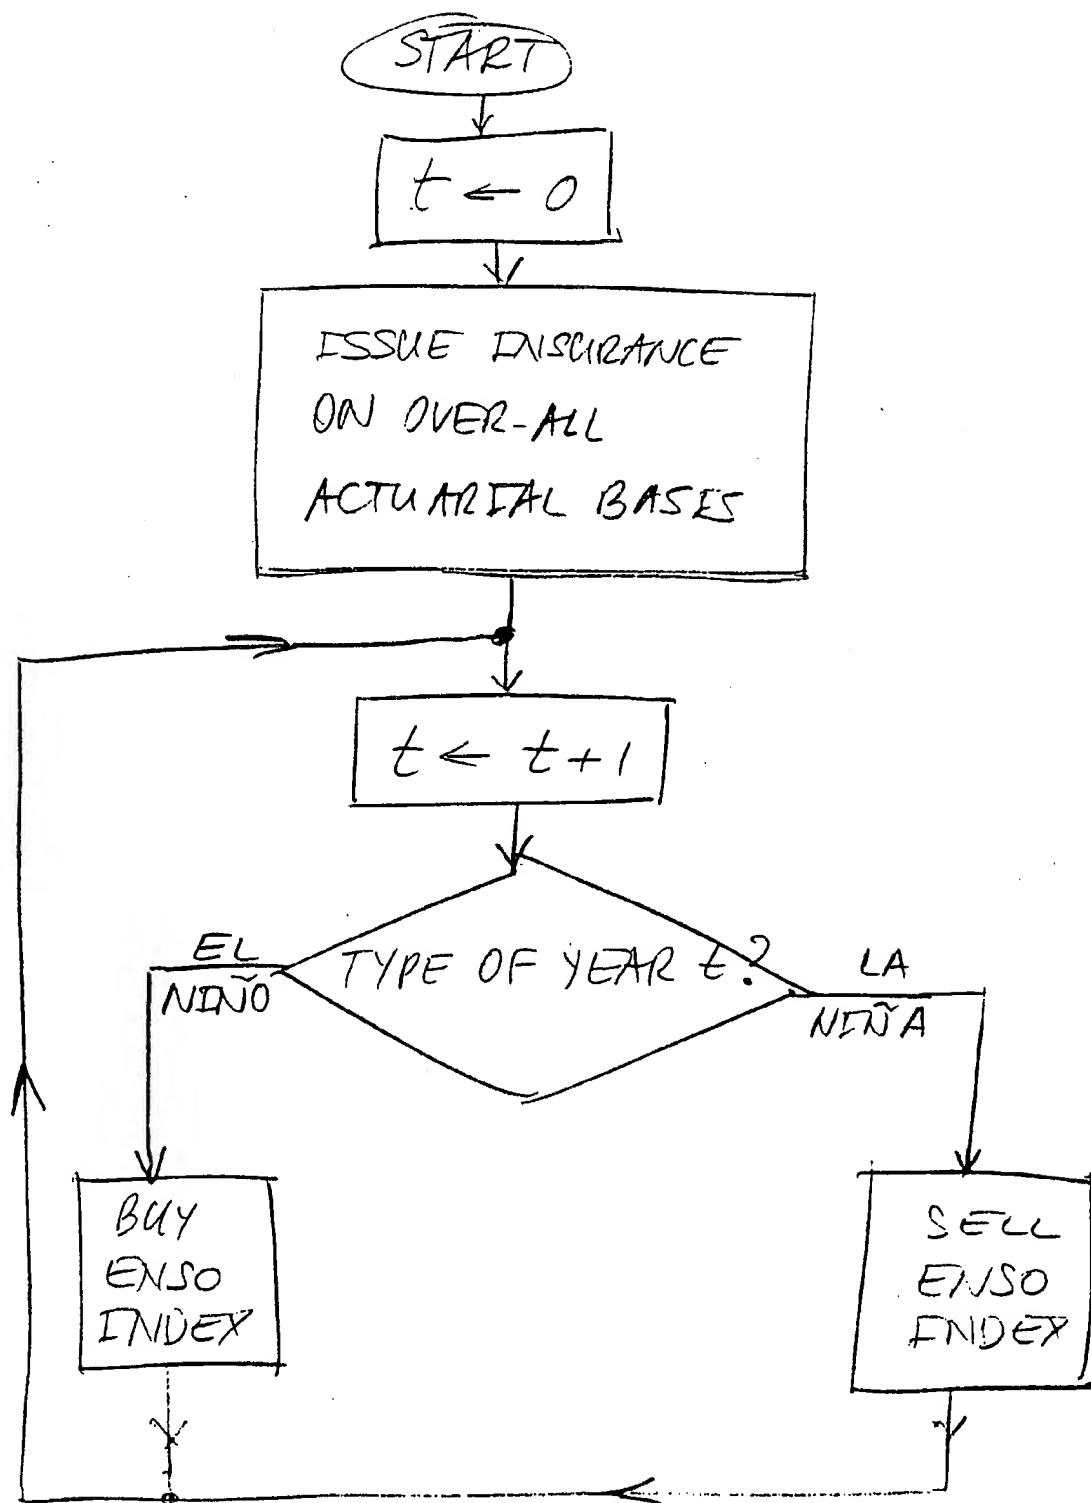 START
t ← 0
ISSUE INSURANCE
ON OVER-ALL
ACTUARIAL BASES
t ← t + 1
TYPE OF YEAR t?
EL
NIÑO
LA
NIÑA
BUY
ENSO
INDEX
SELL
ENSO
INDEX